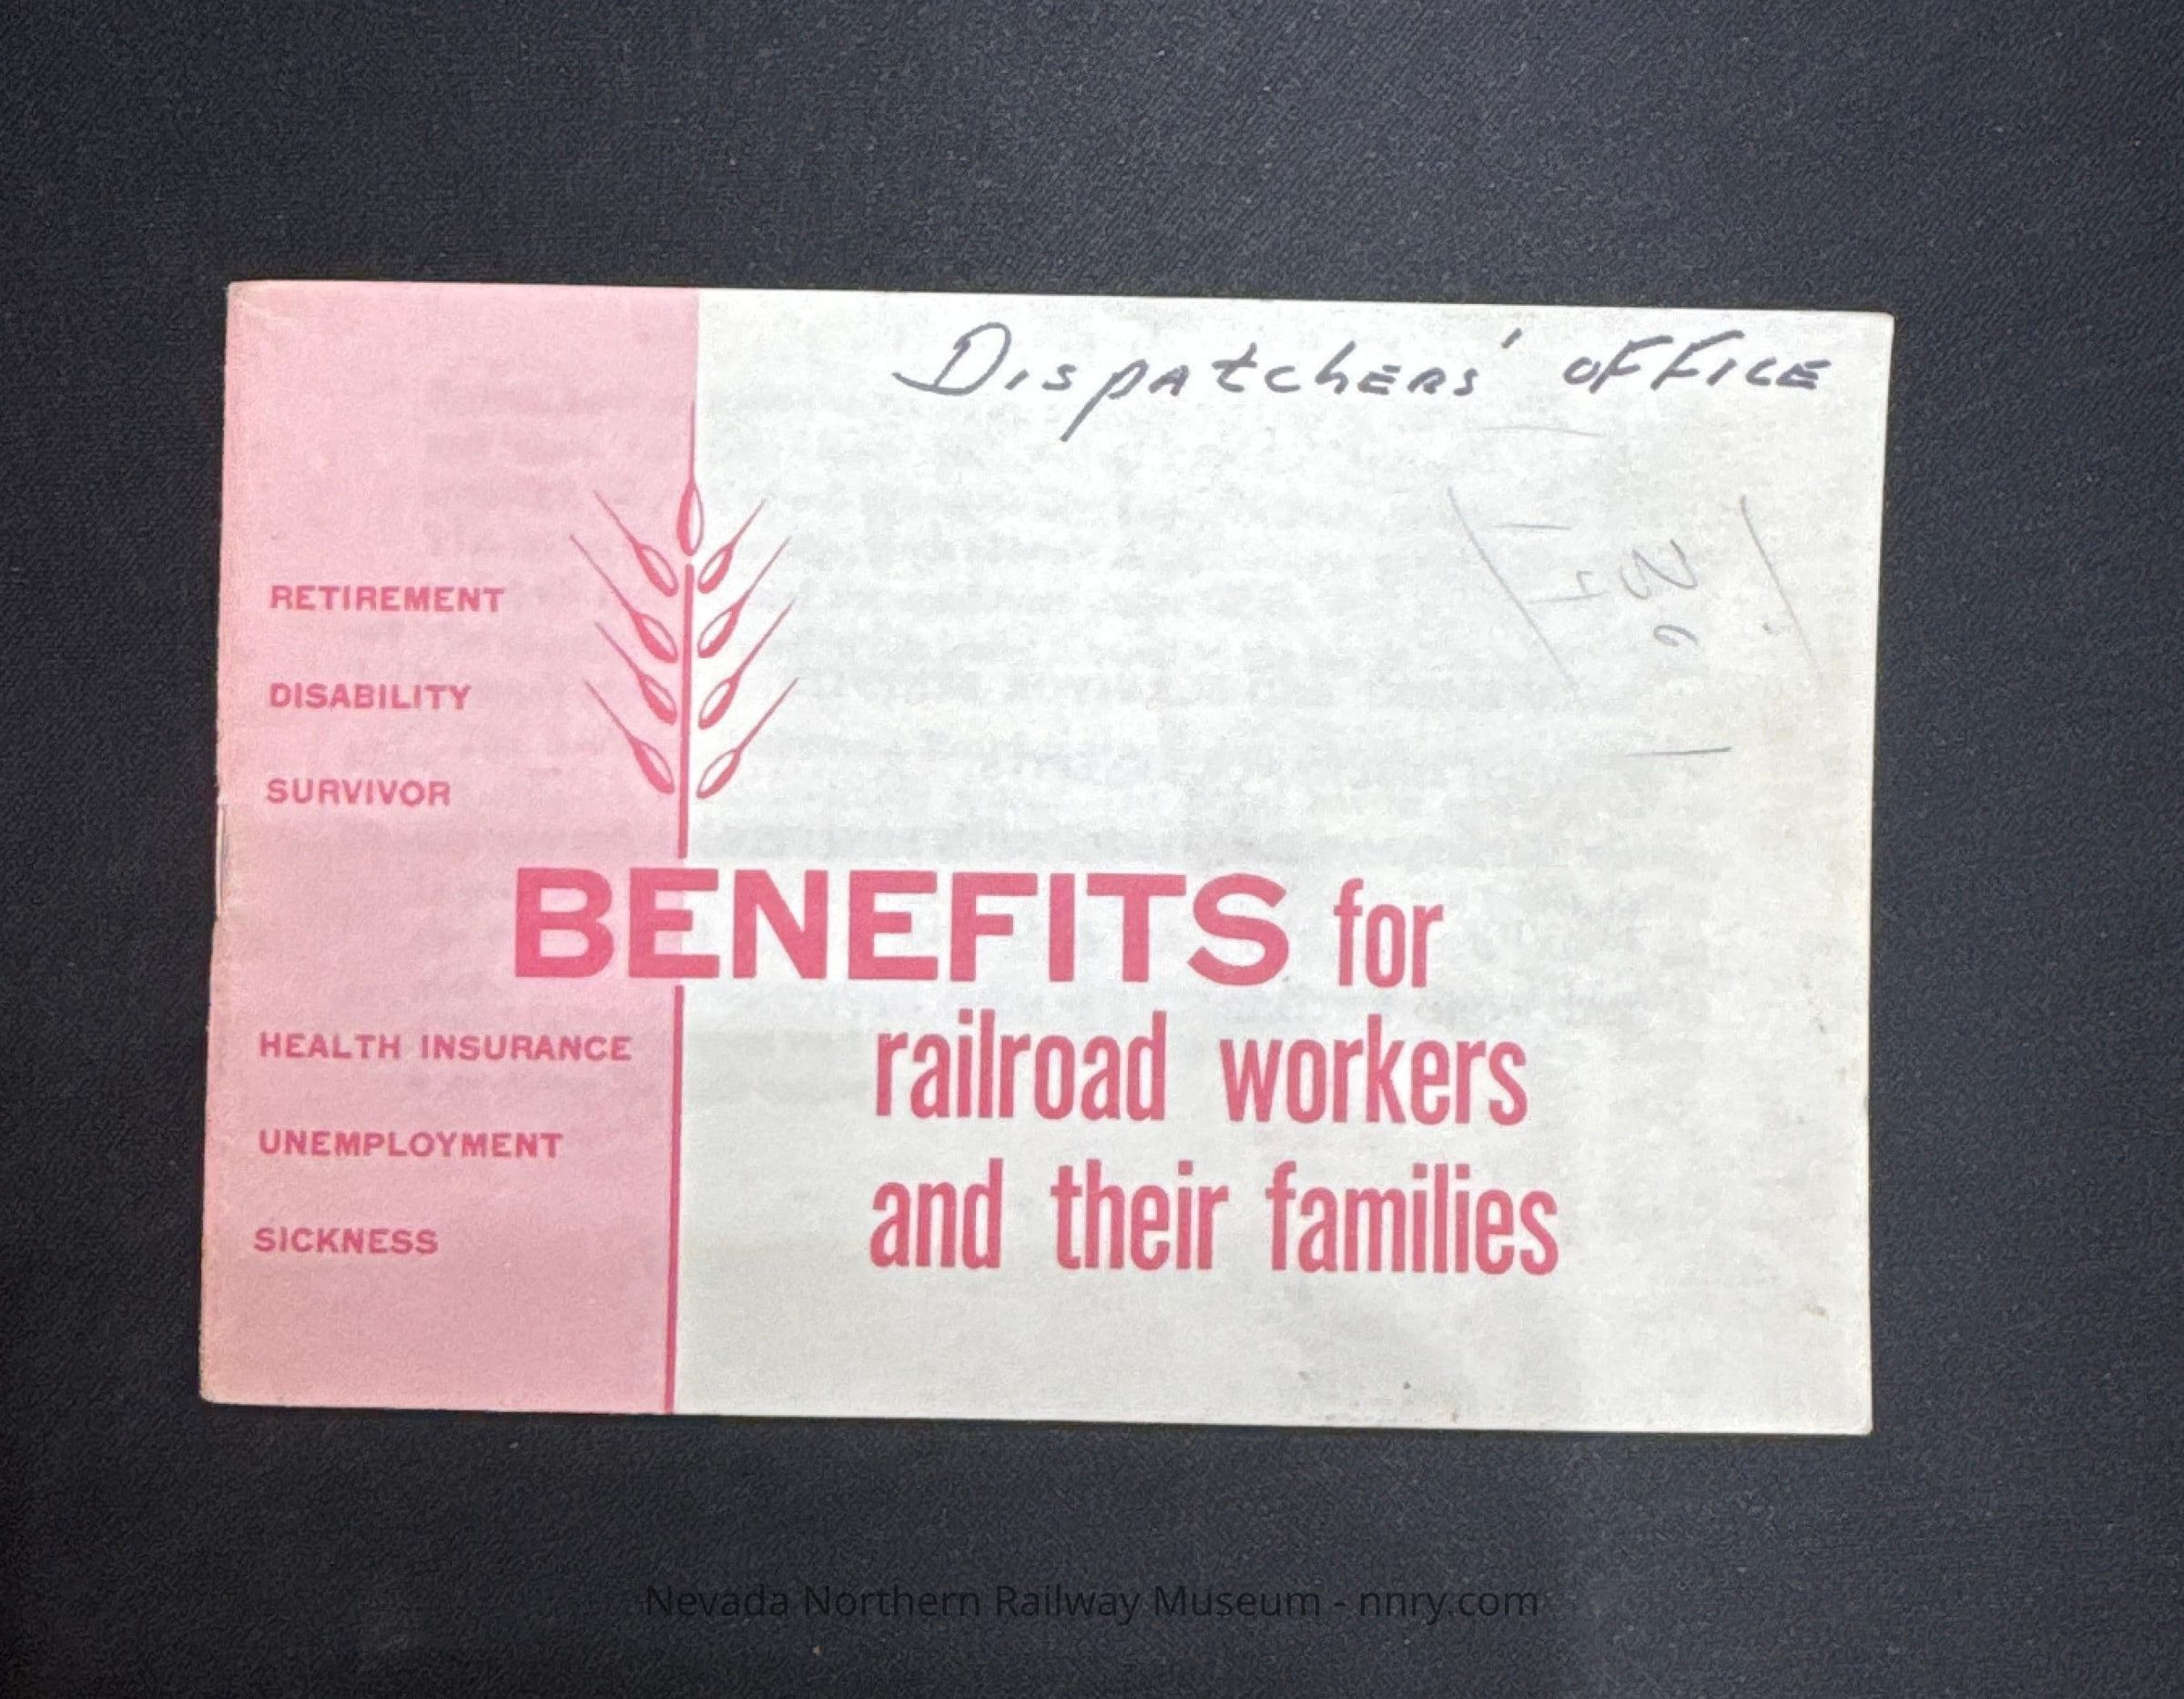 Dispatchers' office
RETIREMENT
DISABILITY
SURVIVOR
BENEFITS for
railroad workers
and their families
HEALTH INSURANCE
UNEMPLOYMENT
SICKNESS
Nevada Northern Railway Museum - nnry.com